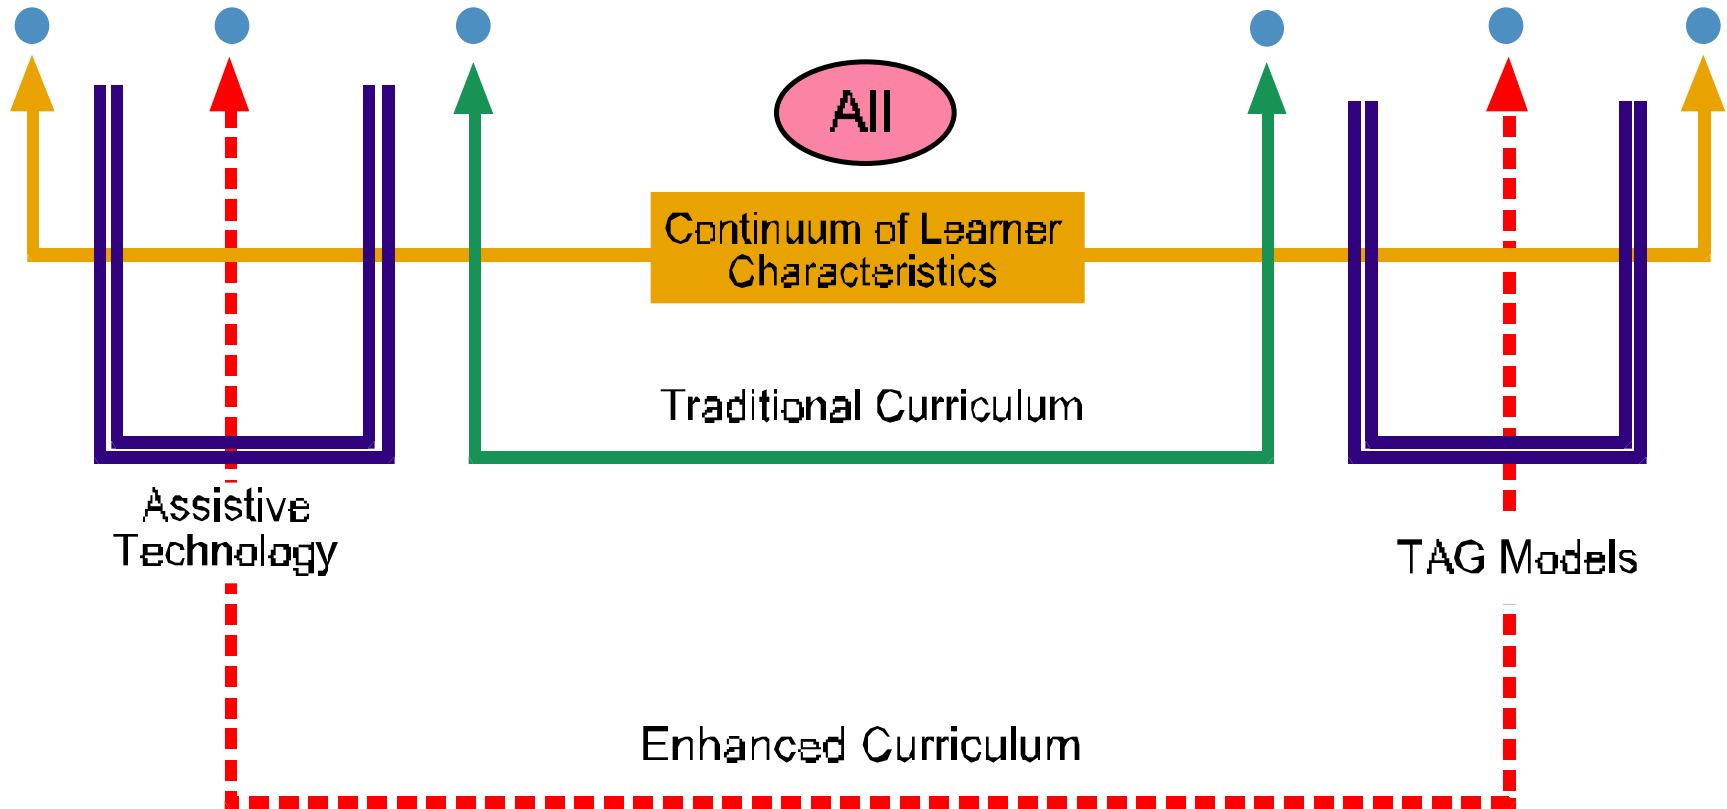 All
Continuum of Learner
Characteristics
Traditional Curriculum
Assistive
Technology
TAG Models
Enhanced Curriculum